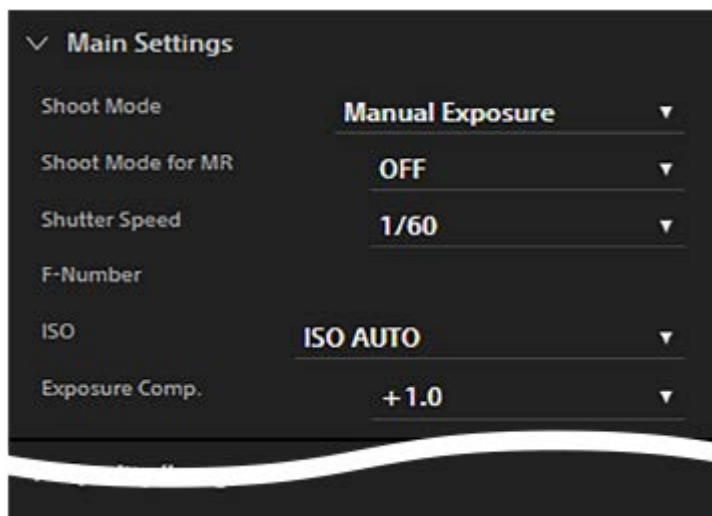 Main Settings
Shoot Mode Manual Exposure
Shoot Mode for MR OFF
Shutter Speed 1/60
F-Number
ISO ISO AUTO
Exposure Comp. +1.0